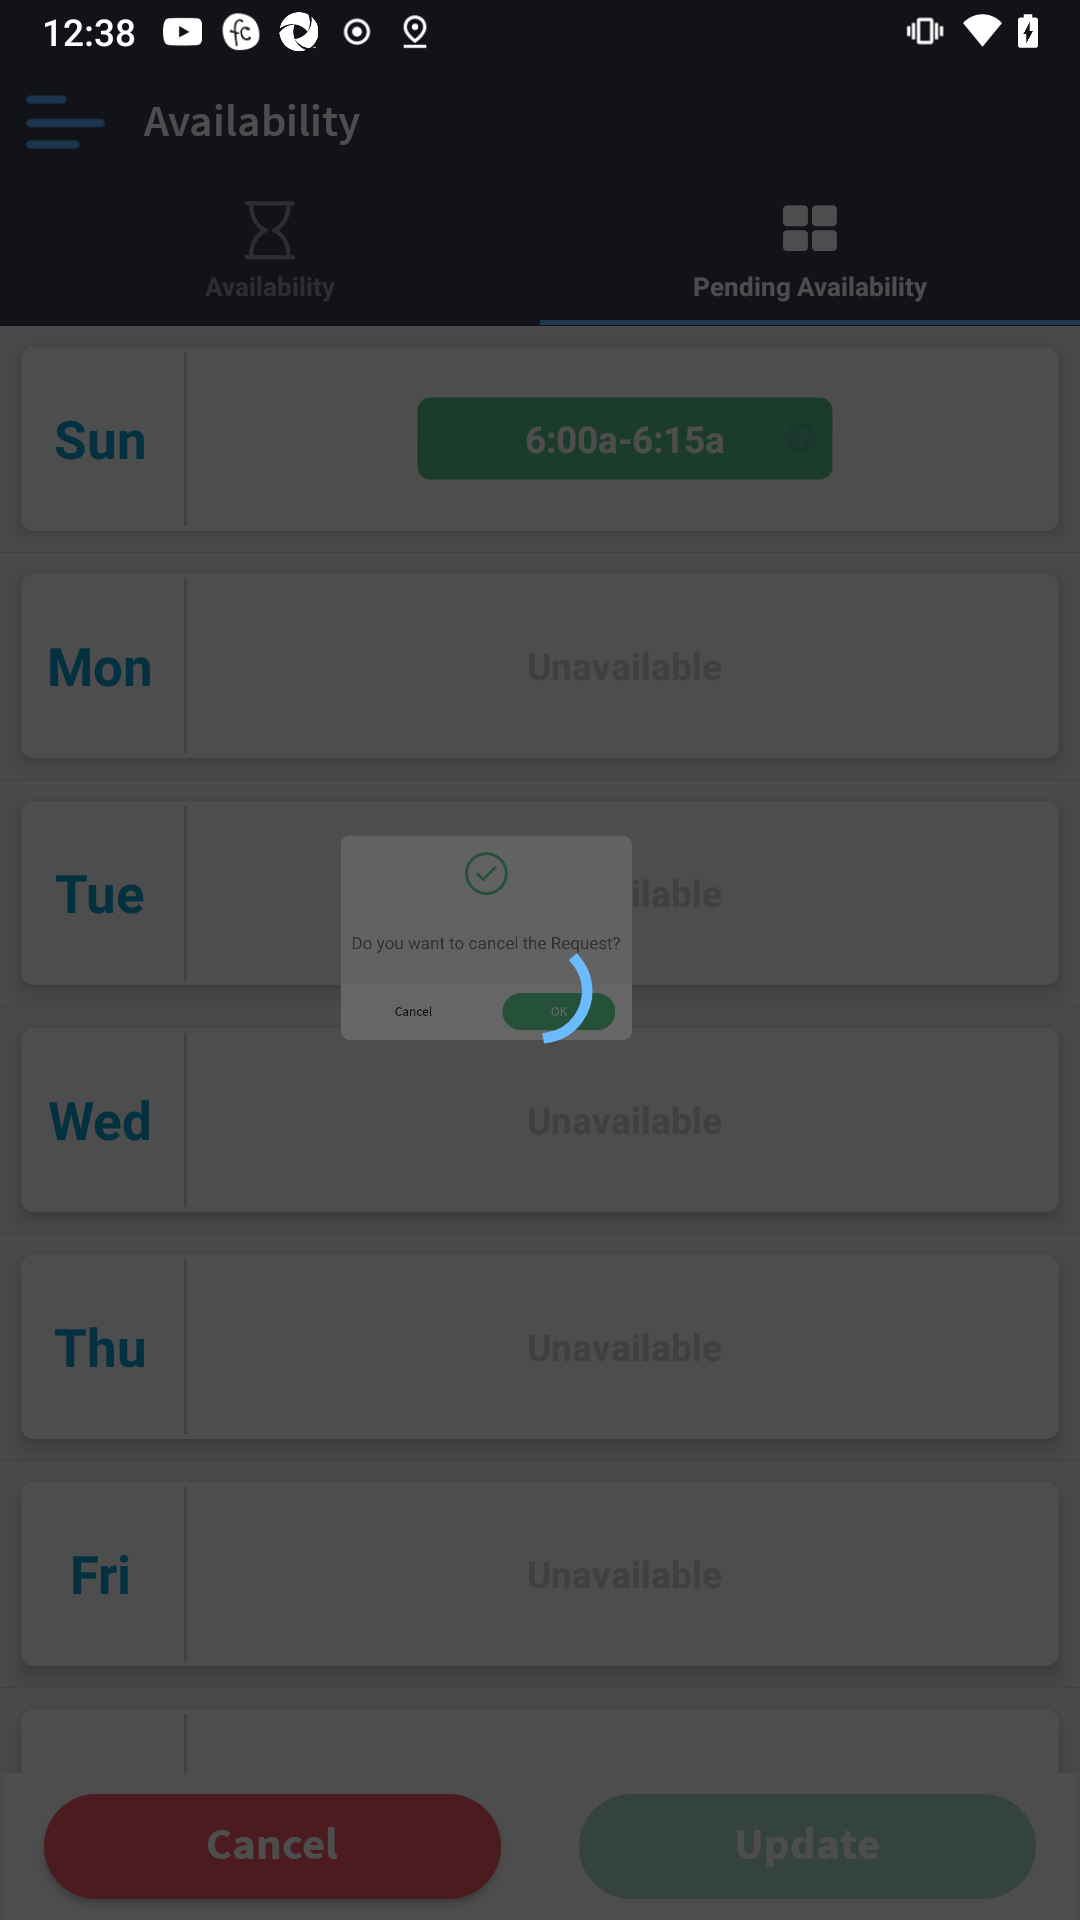 12:38
Availability
Availability
Pending Availability
Sun
6:00a-6:15a
Mon
Unavailable
Tue
ilable
Do you want to cancel the Request?
Cancel
OK
Wed
Unavailable
Thu
Unavailable
Fri
Unavailable
Cancel
Update